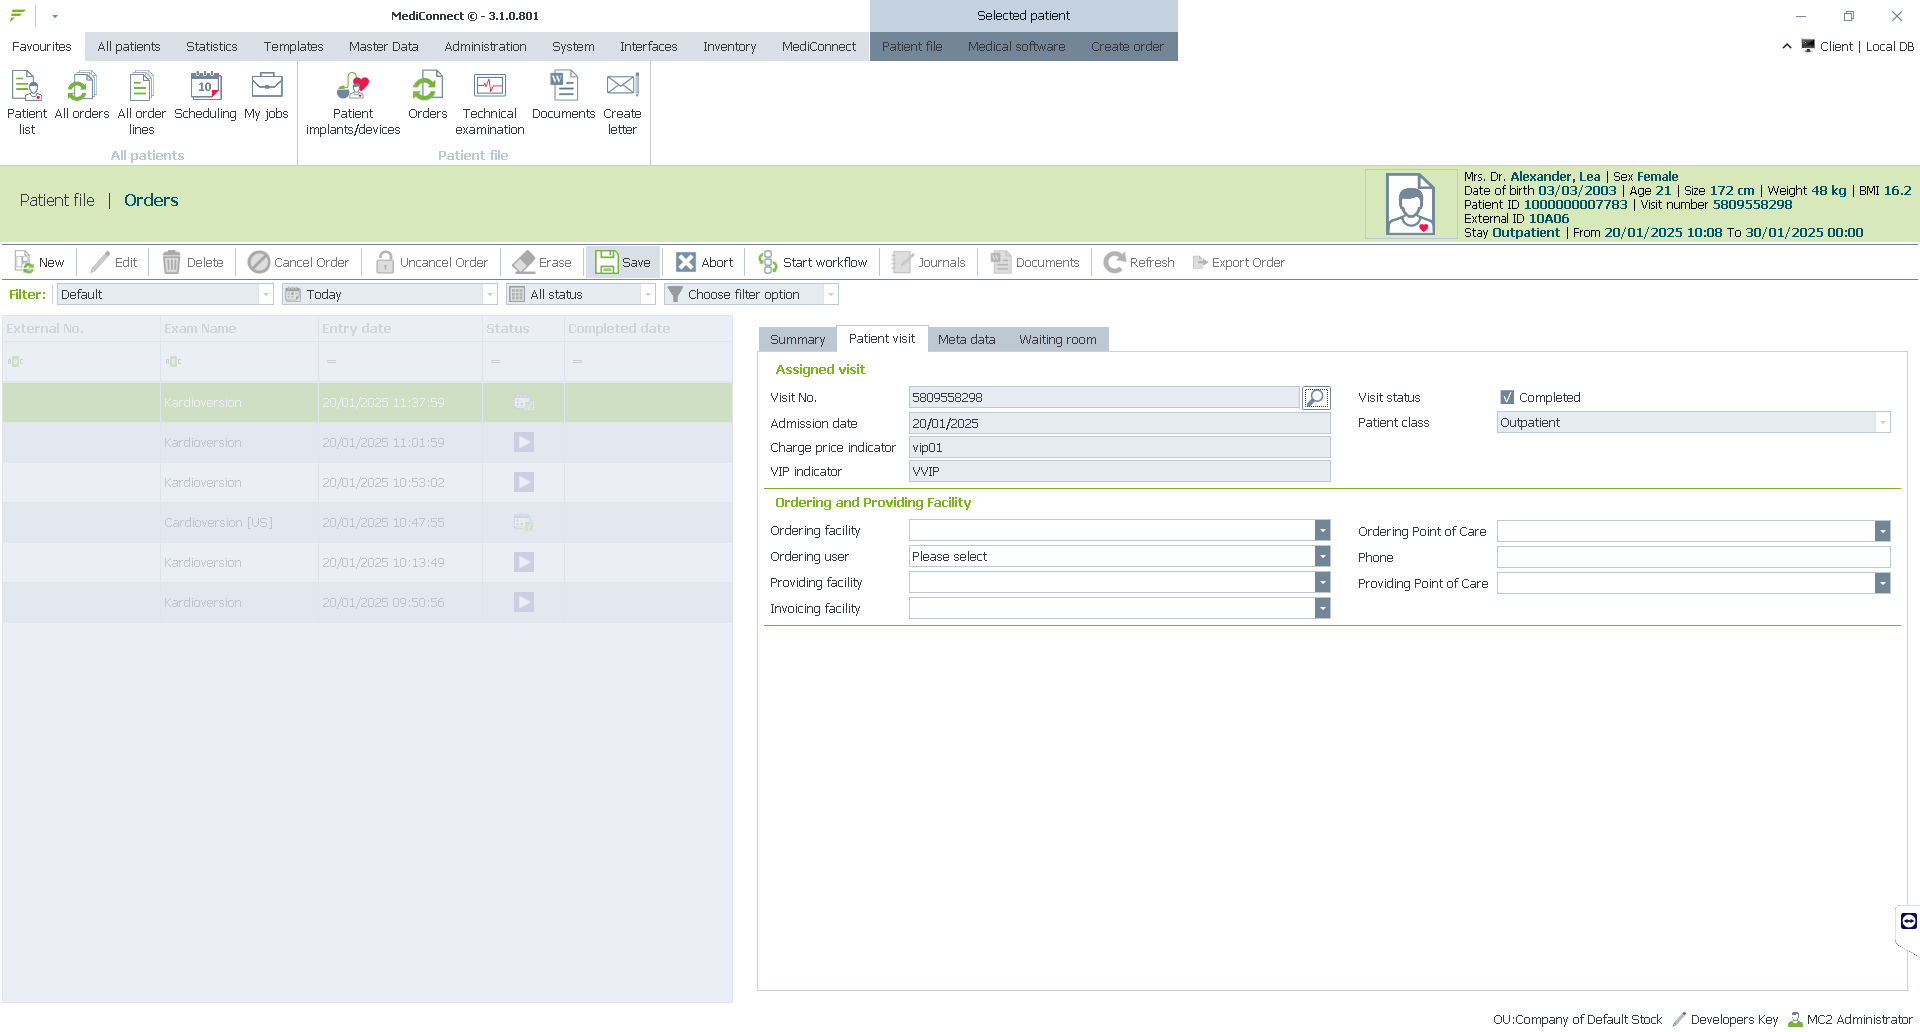 MediConnect © - 3.1.0.801
Selected patient
Favourites All patients Statistics Templates Master Data Administration System Interfaces Inventory MediConnect Patient file Medical software Create order
Client | Local DB
Patient list
All orders
All order lines
Scheduling
My jobs
Patient implants/devices
Orders
Technical examination
Documents
Create letter
All patients
Patient file
Patient file | Orders
Mrs. Dr. Alexander, Lea | Sex Female
Date of birth 03/03/2003 | Age 21 | Size 172 cm | Weight 48 kg | BMI 16.2
Patient ID 1000000007783 | Visit number 5809558298
External ID 10A06
Stay Outpatient | From 20/01/2025 10:08 To 30/01/2025 00:00
New Edit Delete Cancel Order Uncancel Order Erase Save Abort Start workflow Journals Documents Refresh Export Order
Filter: Default Today All status Choose filter option
External No. Exam Name Entry date Status Completed date
= = =
Kardioversion 20/01/2025 11:37:59
Kardioversion 20/01/2025 11:01:59
Kardioversion 20/01/2025 10:53:02
Cardioversion [US] 20/01/2025 10:47:55
Kardioversion 20/01/2025 10:13:49
Kardioversion 20/01/2025 09:50:56
Summary Patient visit Meta data Waiting room
Assigned visit
Visit No. 5809558298 Visit status Completed
Admission date 20/01/2025 Patient class Outpatient
Charge price indicator vip01
VIP indicator VVIP
Ordering and Providing Facility
Ordering facility Ordering Point of Care
Ordering user Please select Phone
Providing facility Providing Point of Care
Invoicing facility
OU:Company of Default Stock Developers Key MC2 Administrator